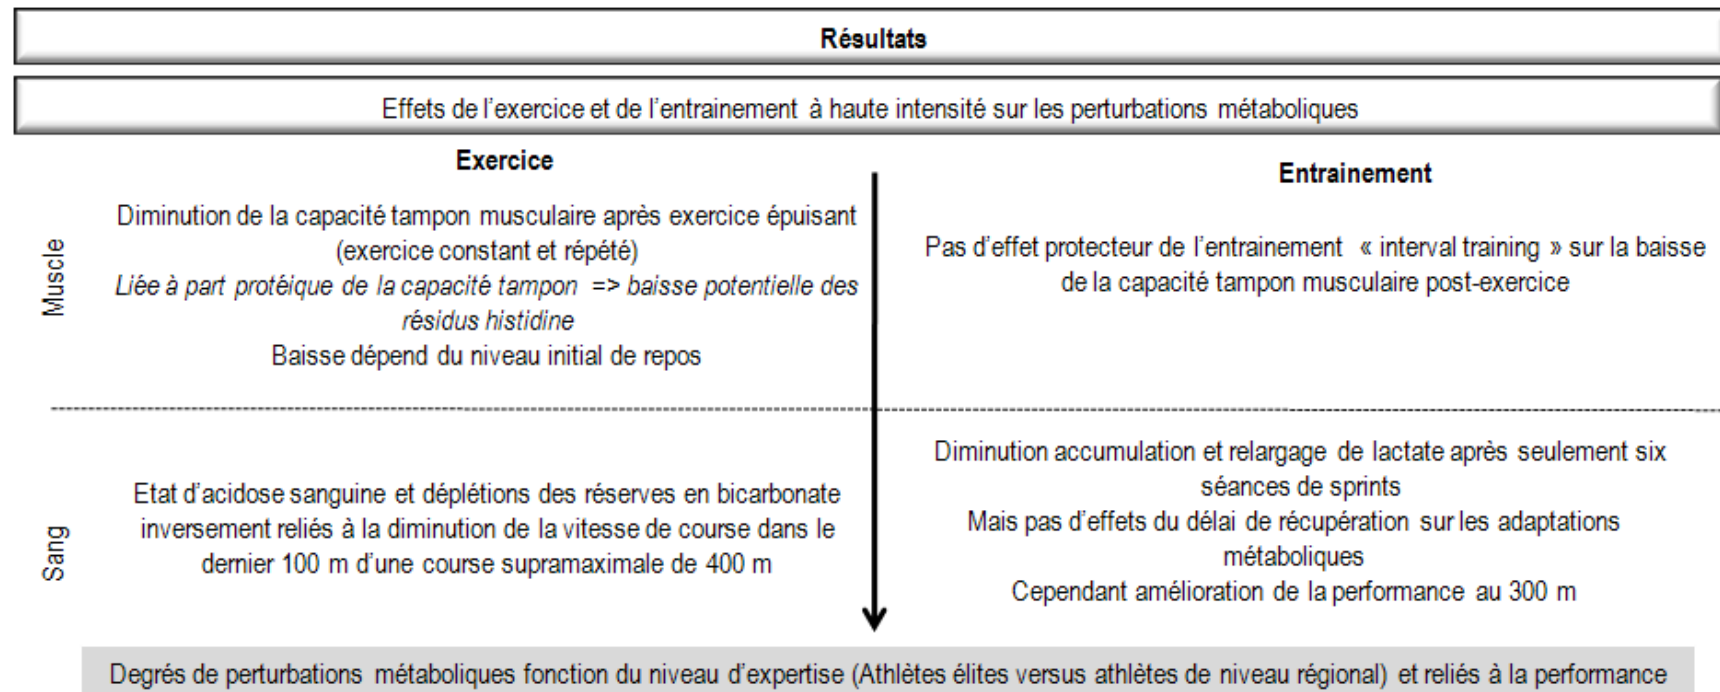 Résultats
Effets de l'exercice et de l'entrainement à haute intensité sur les perturbations métaboliques
Exercice
Entrainement
Muscle
Diminution de la capacité tampon musculaire après exercice épuisant
(exercice constant et répété)
Liée à part protéique de la capacité tampon => baisse potentielle des
résidus histidine
Baisse dépend du niveau initial de repos
Pas d'effet protecteur de l'entrainement « interval training » sur la baisse
de la capacité tampon musculaire post-exercice
Sang
Etat d'acidose sanguine et déplétions des réserves en bicarbonate
inversement reliés à la diminution de la vitesse de course dans le
dernier 100 m d'une course supramaximale de 400 m
Diminution accumulation et relargage de lactate après seulement six
séances de sprints
Mais pas d'effets du délai de récupération sur les adaptations
métaboliques
Cependant amélioration de la performance au 300 m
Degrés de perturbations métaboliques fonction du niveau d'expertise (Athlètes élites versus athlètes de niveau régional) et reliés à la performance